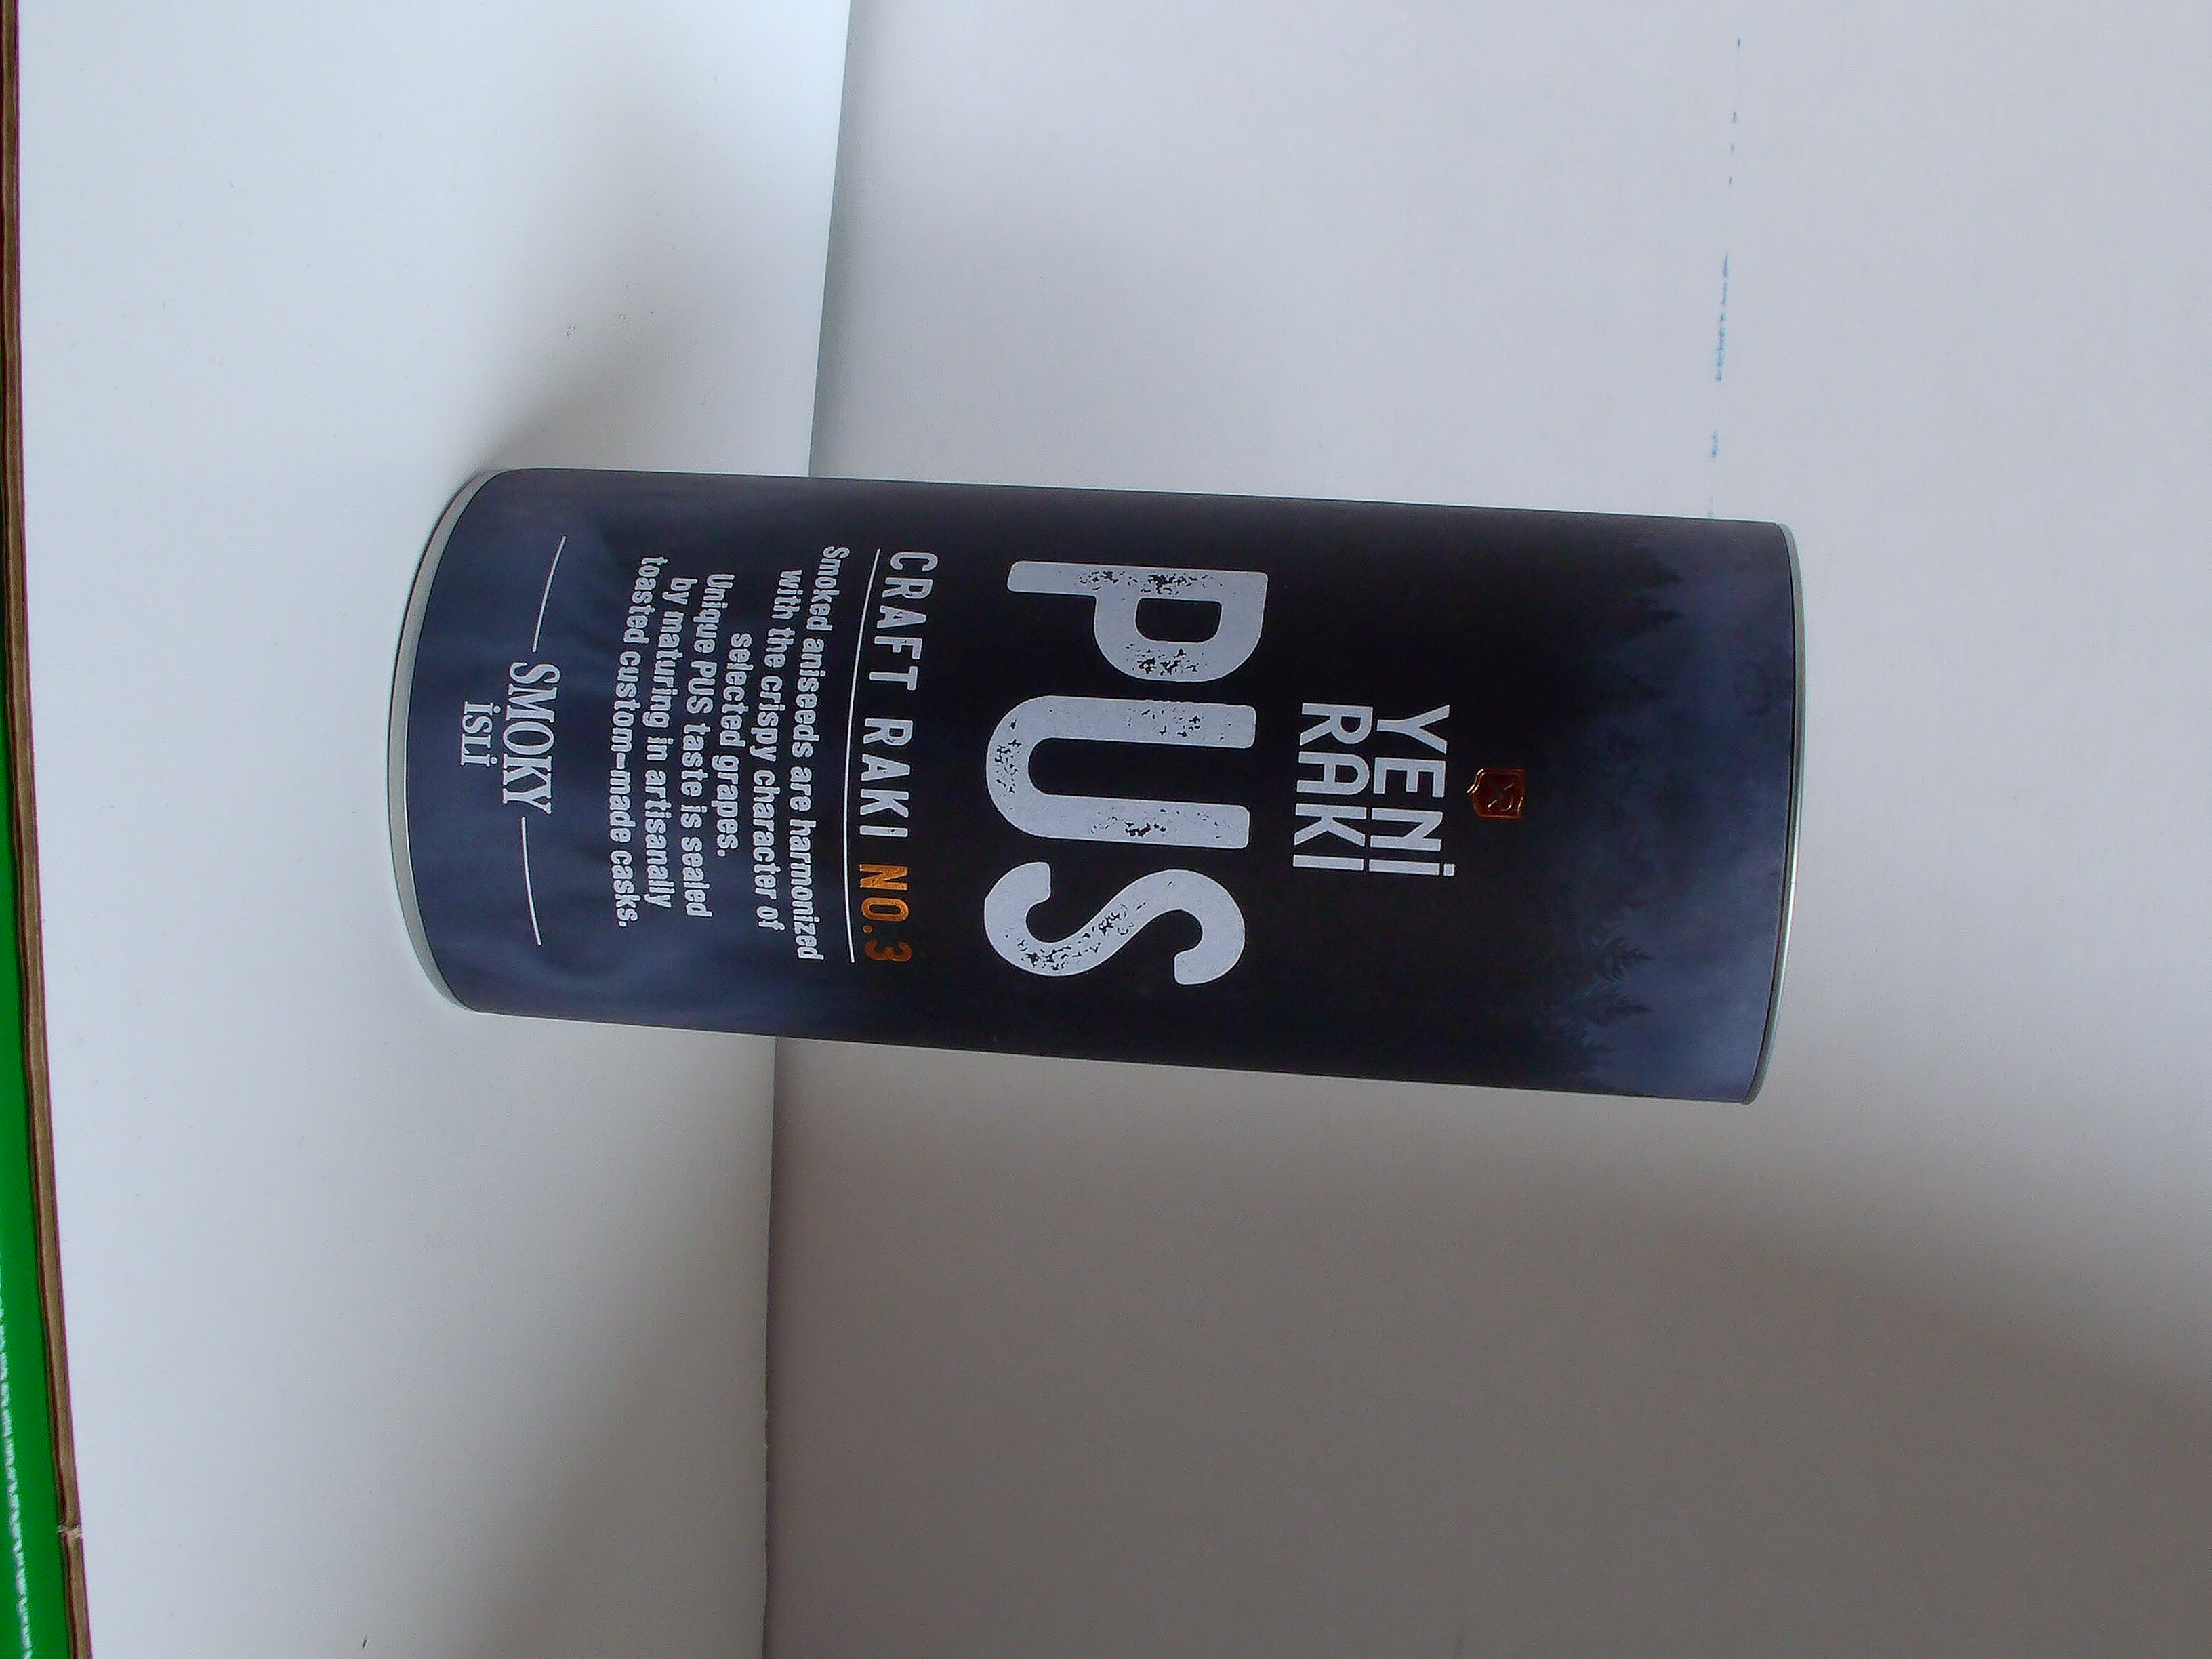 YENİ
RAKI
PUS
CRAFT RAKI NO.3
Smoked aniseeds are harmonized
with the crispy character of
selected grapes.
Unique PUS taste is sealed
by maturing in artisanally
toasted custom-made casks.
SMOKY
İSLİ